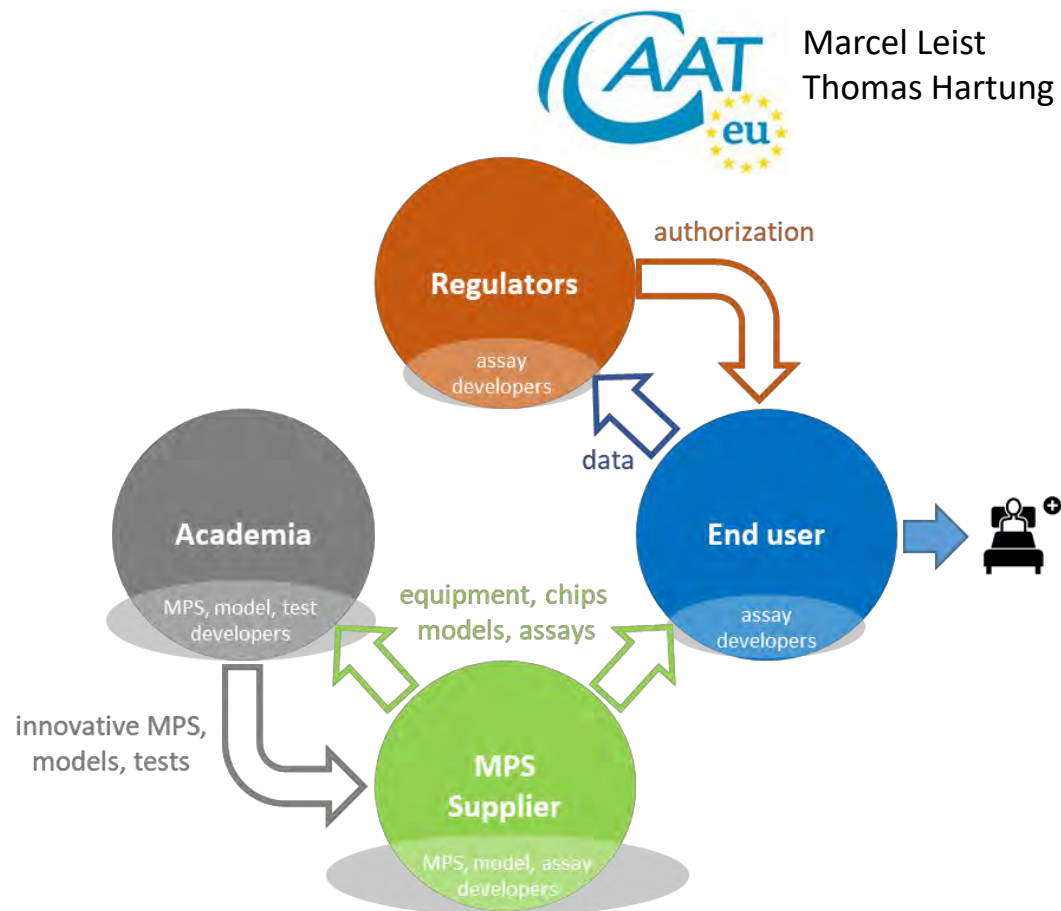 CAAT
eu
Marcel Leist
Thomas Hartung
authorization
Regulators
assay
developers
data
Academia
MPS, model, test
developers
End user
assay
developers
equipment, chips
models, assays
innovative MPS,
models, tests
MPS
Supplier
MPS, model, assay
developers